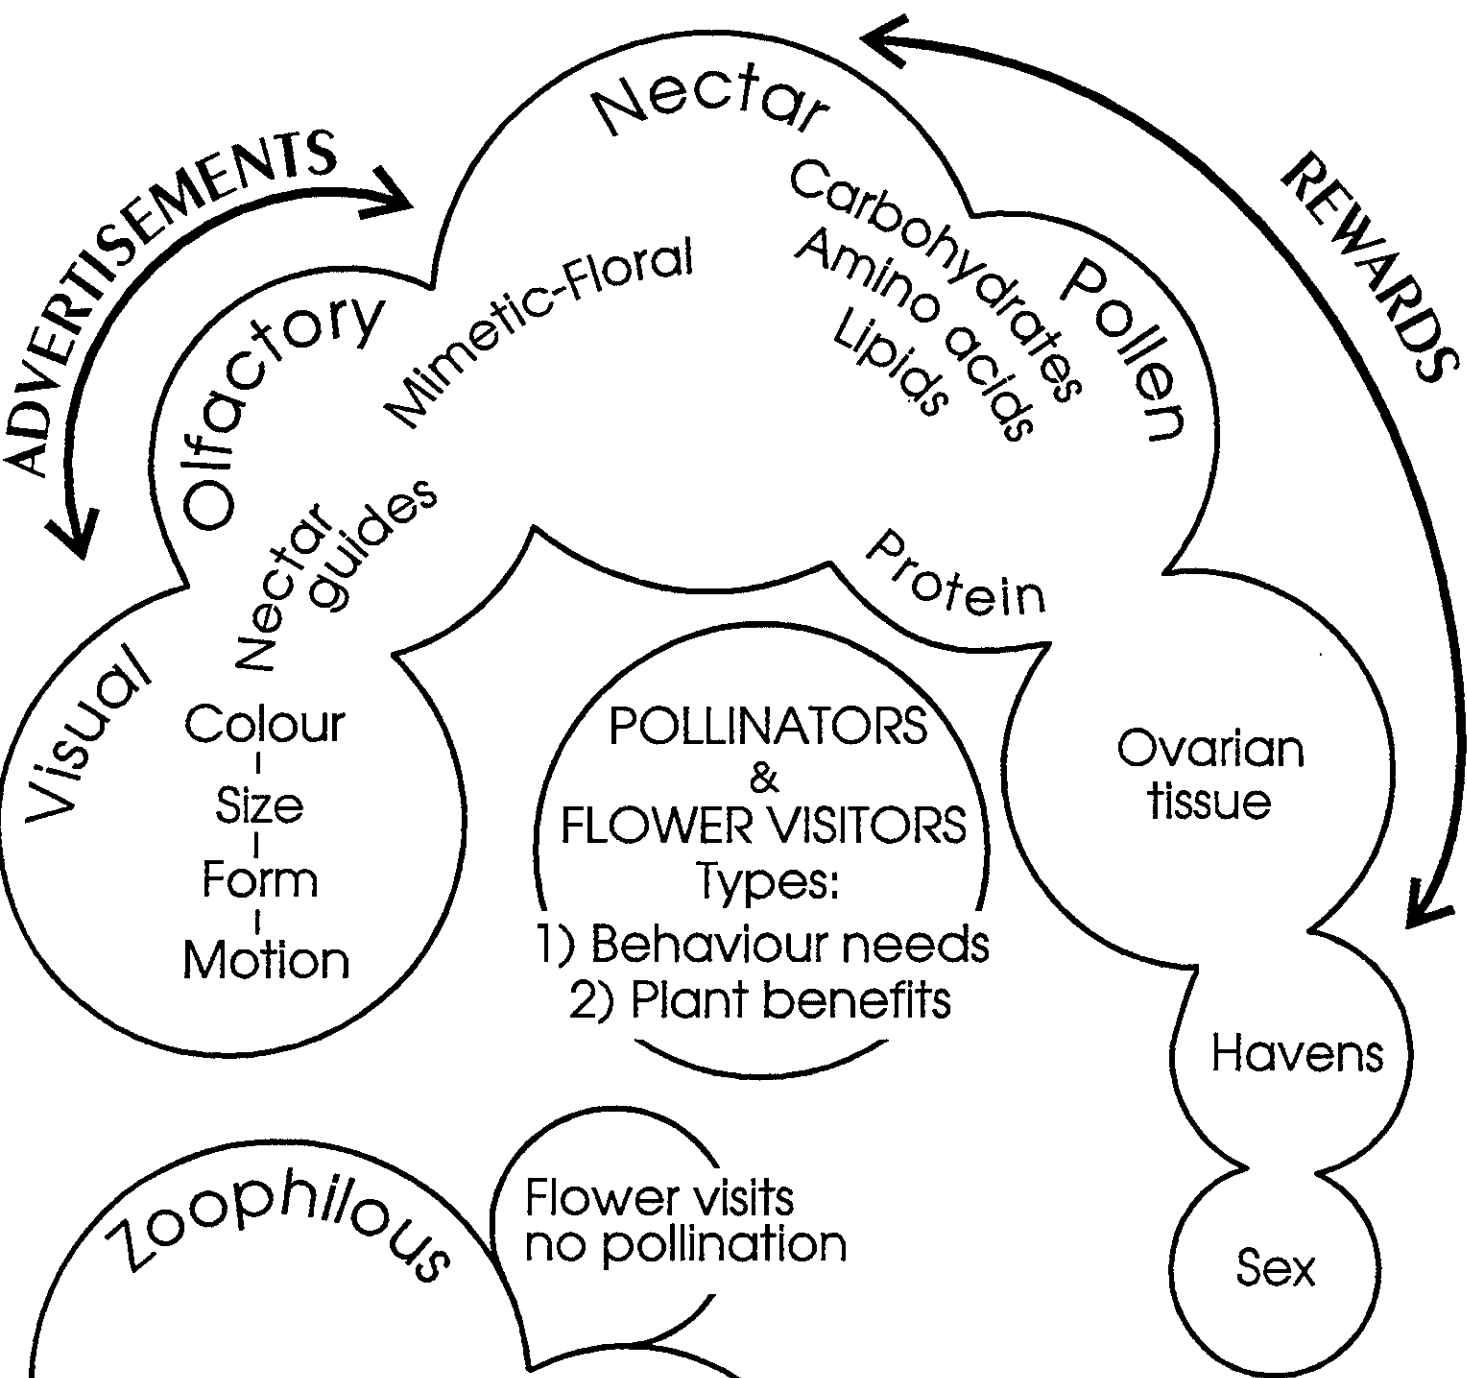 ADVERTISEMENTS
REWARDS
Nectar
Carbohydrates
Amino acids
Lipids
Mimetic-Floral
Pollen
Protein
Olfactory
Nectar
guides
Visual
Colour
Size
Form
Motion
POLLINATORS
&
FLOWER VISITORS
Types:
1) Behaviour needs
2) Plant benefits
Ovarian
tissue
Havens
Sex
Zoophilous
Flower visits
no pollination